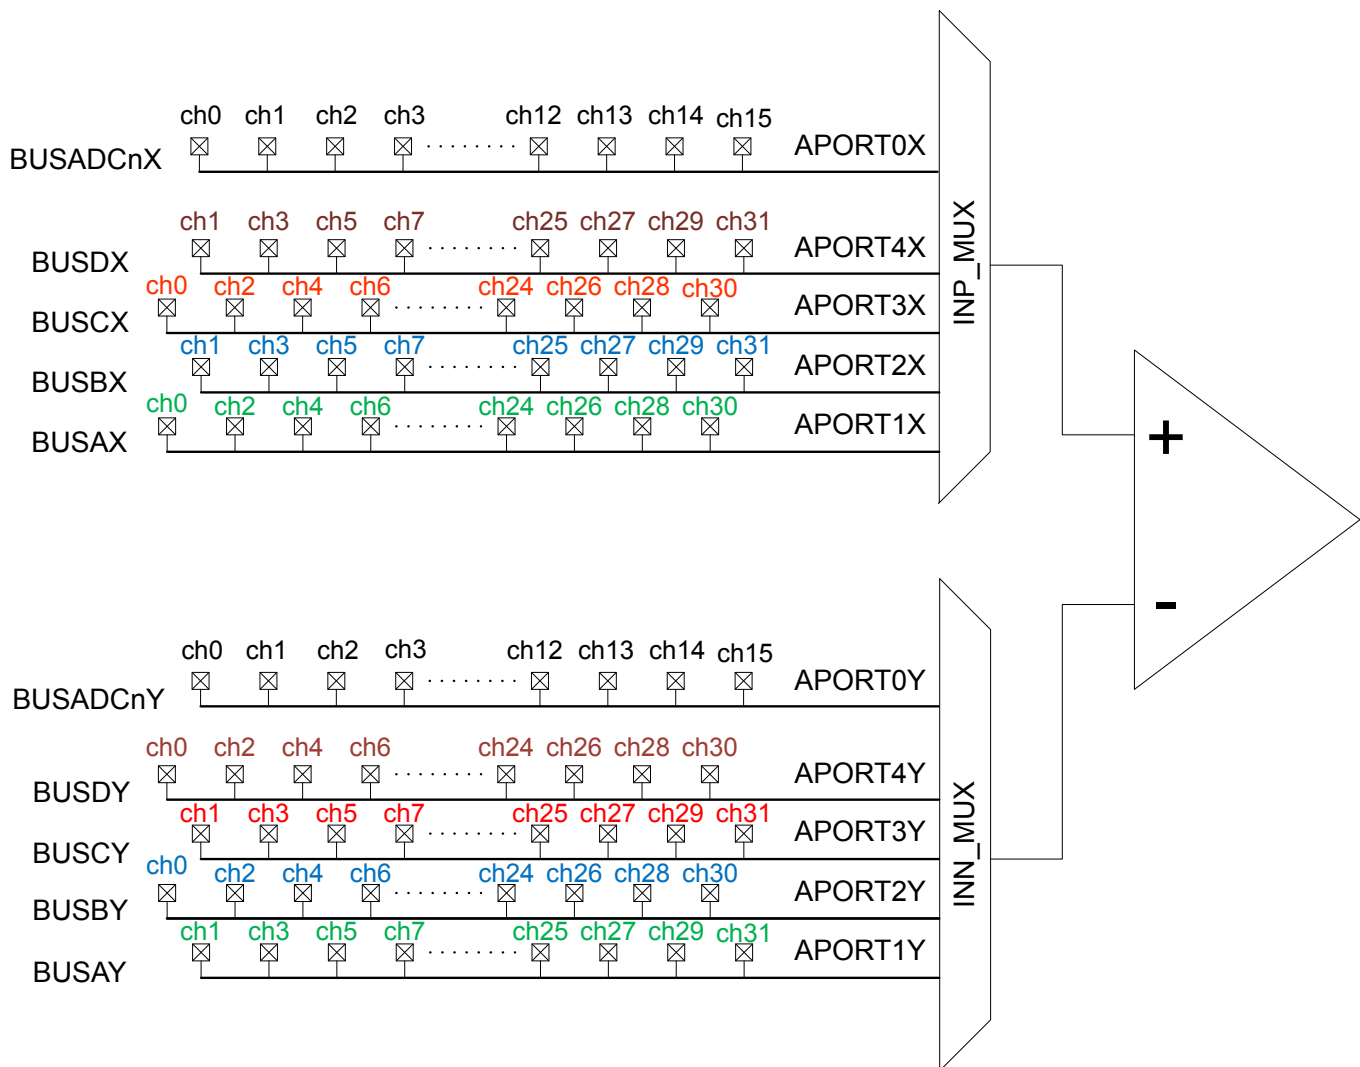 ch0 ch1 ch2 ch3 ········ ch12 ch13 ch14 ch15
BUSADCnX APORT0X
ch1 ch3 ch5 ch7 ········ ch25 ch27 ch29 ch31
BUSDX APORT4X
ch0 ch2 ch4 ch6 ········ ch24 ch26 ch28 ch30
BUSCX APORT3X
ch1 ch3 ch5 ch7 ········ ch25 ch27 ch29 ch31
BUSBX APORT2X
ch0 ch2 ch4 ch6 ········ ch24 ch26 ch28 ch30
BUSAX APORT1X
INP_MUX
+
-
ch0 ch1 ch2 ch3 ········ ch12 ch13 ch14 ch15
BUSADCnY APORT0Y
ch0 ch2 ch4 ch6 ········ ch24 ch26 ch28 ch30
BUSDY APORT4Y
ch1 ch3 ch5 ch7 ········ ch25 ch27 ch29 ch31
BUSCY APORT3Y
ch0 ch2 ch4 ch6 ········ ch24 ch26 ch28 ch30
BUSBY APORT2Y
ch1 ch3 ch5 ch7 ········ ch25 ch27 ch29 ch31
BUSAY APORT1Y
INN_MUX